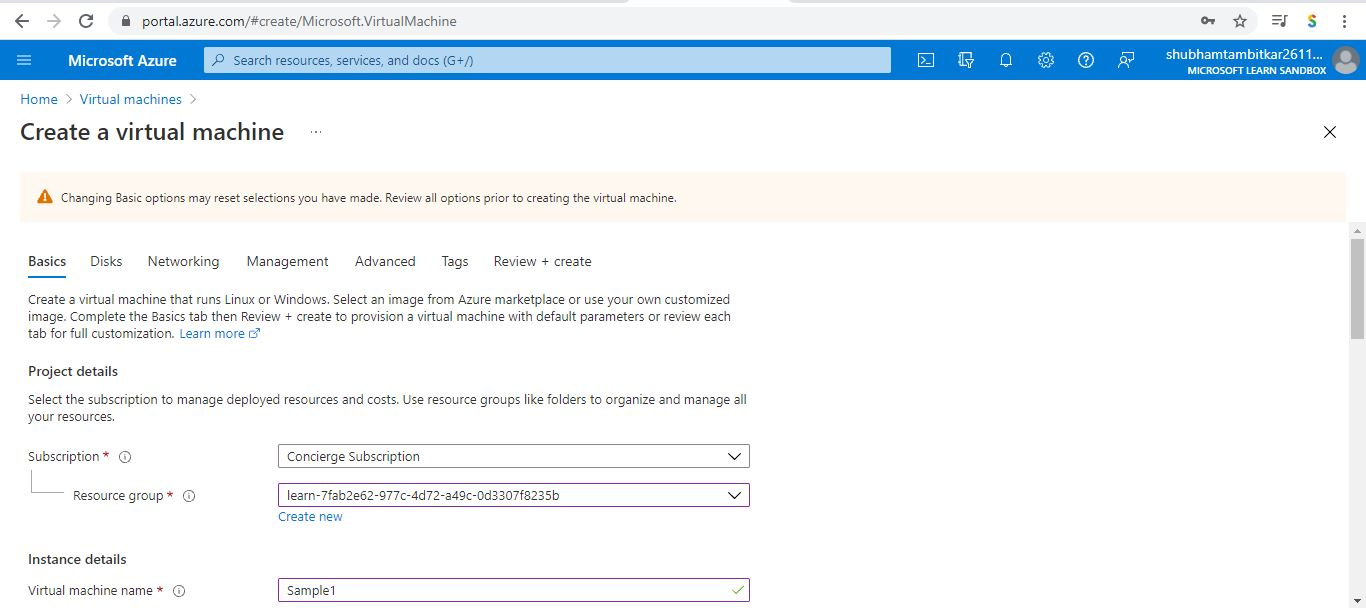 portal.azure.com/#create/Microsoft.VirtualMachine
Microsoft Azure
Search resources, services, and docs (G+/)
shubhamtambitkar2611...
MICROSOFT LEARN SANDBOX
Home > Virtual machines >
Create a virtual machine ...
Changing Basic options may reset selections you have made. Review all options prior to creating the virtual machine.
Basics Disks Networking Management Advanced Tags Review + create
Create a virtual machine that runs Linux or Windows. Select an image from Azure marketplace or use your own customized
image. Complete the Basics tab then Review + create to provision a virtual machine with default parameters or review each
tab for full customization. Learn more
Project details
Select the subscription to manage deployed resources and costs. Use resource groups like folders to organize and manage all
your resources.
Subscription * Concierge Subscription
Resource group * learn-7fab2e62-977c-4d72-a49c-0d3307f8235b
Create new
Instance details
Virtual machine name * Sample1